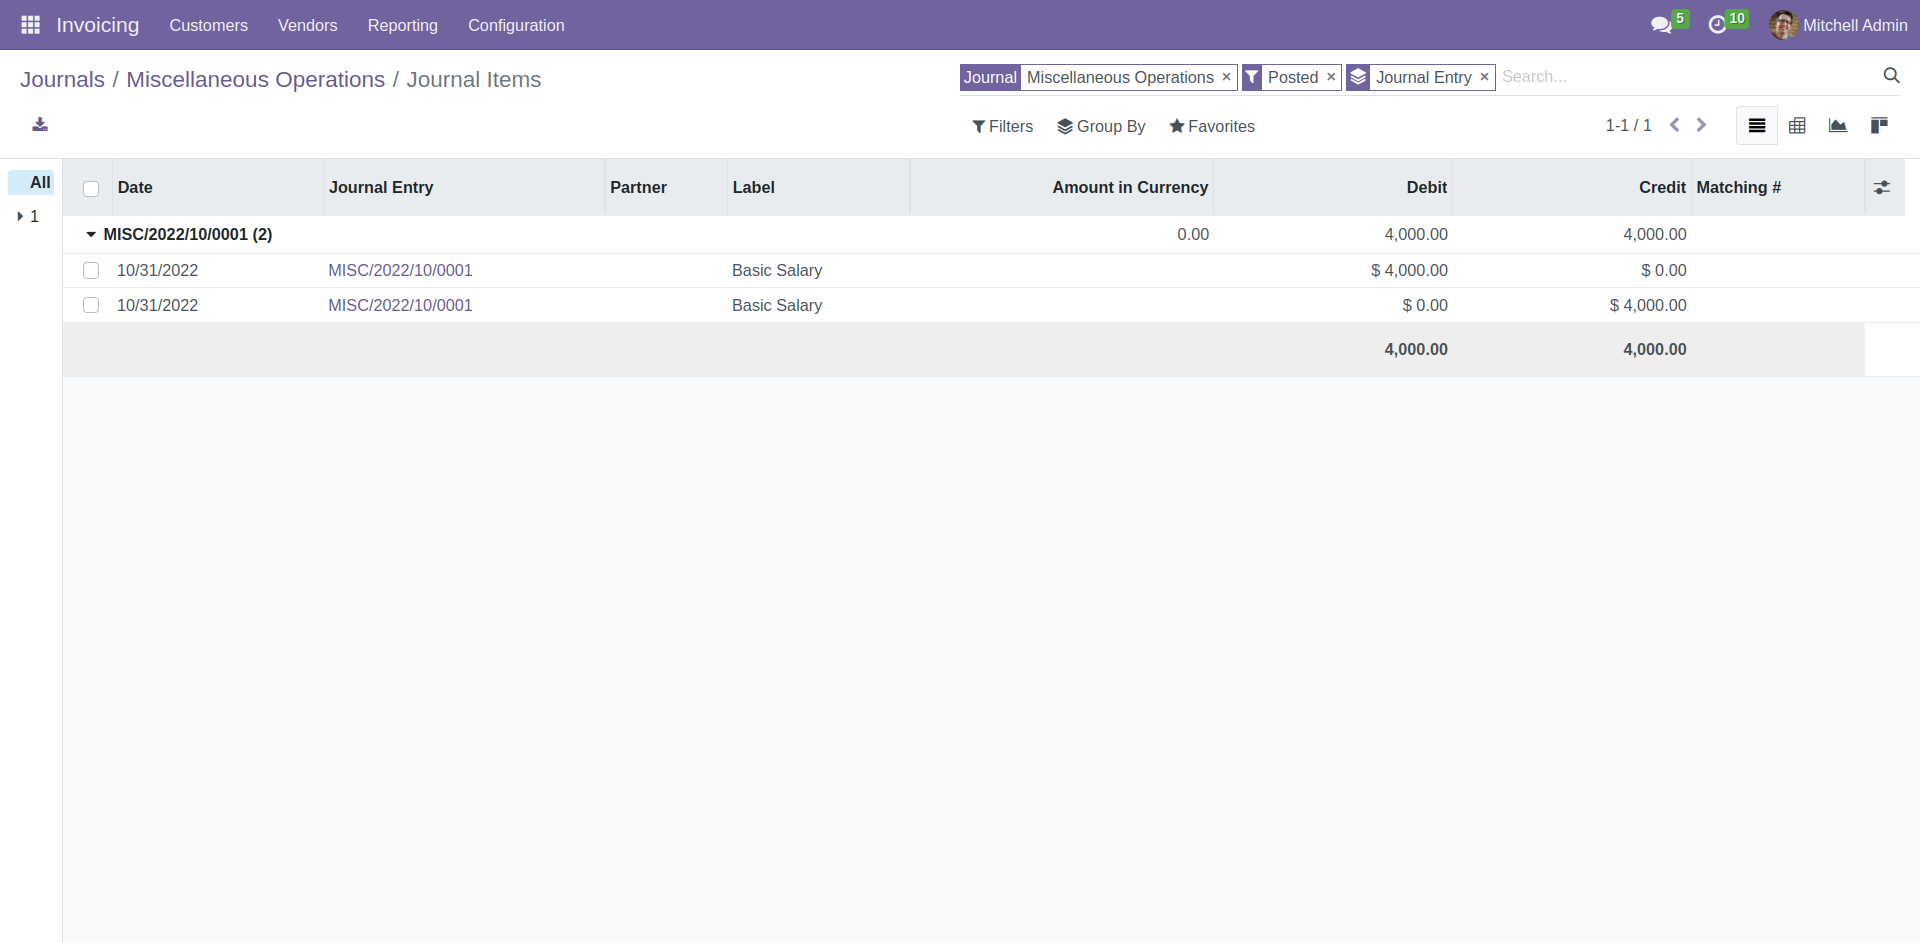 Invoicing Customers Vendors Reporting Configuration 5 10 Mitchell Admin
Journals / Miscellaneous Operations / Journal Items
Journal Miscellaneous Operations × Posted × Journal Entry × Search...
Filters Group By Favorites 1-1 / 1
All
1
Date Journal Entry Partner Label Amount in Currency Debit Credit Matching #
MISC/2022/10/0001 (2) 0.00 4,000.00 4,000.00
10/31/2022 MISC/2022/10/0001 Basic Salary $ 4,000.00 $ 0.00
10/31/2022 MISC/2022/10/0001 Basic Salary $ 0.00 $ 4,000.00
4,000.00 4,000.00